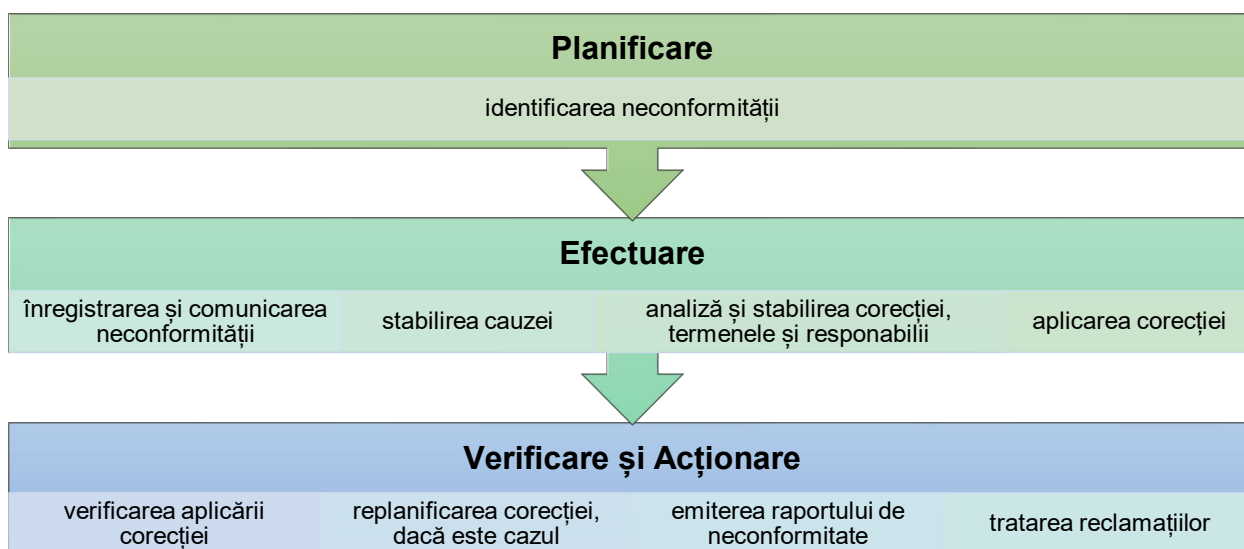 Planificare
identificarea neconformității
Efectuare
înregistrarea și comunicarea
neconformității
stabilirea cauzei
analiză și stabilirea corecției,
termenele și responabilii
aplicarea corecției
Verificare și Acționare
verificarea aplicării
corecției
replanificarea corecției,
dacă este cazul
emiterea raportului de
neconformitate
tratarea reclamațiilor